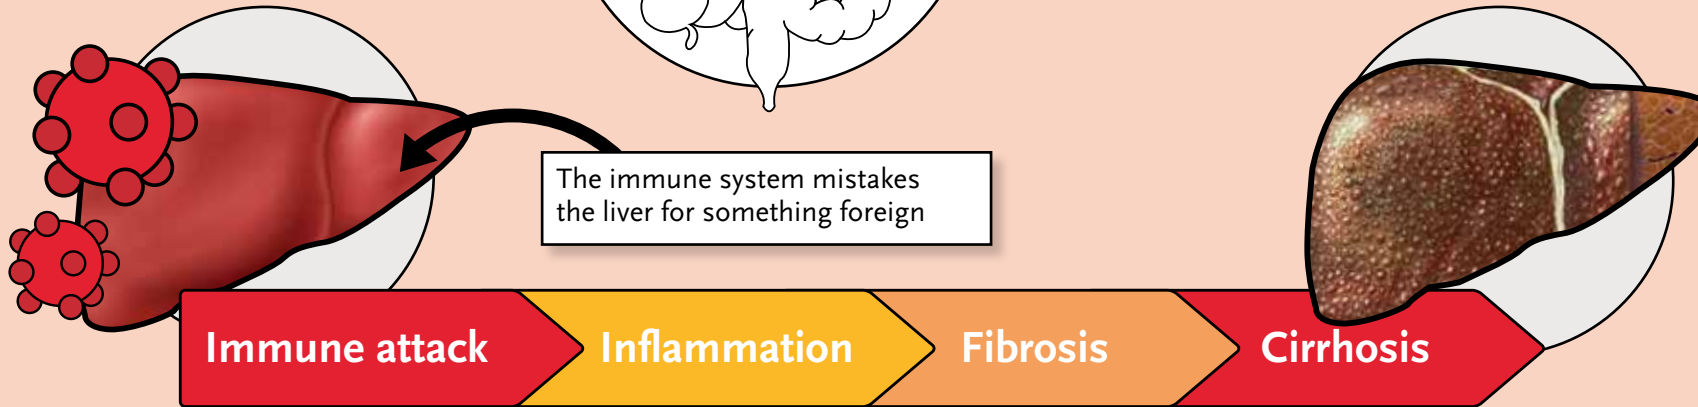 The immune system mistakes
the liver for something foreign
Immune attack
Inflammation
Fibrosis
Cirrhosis